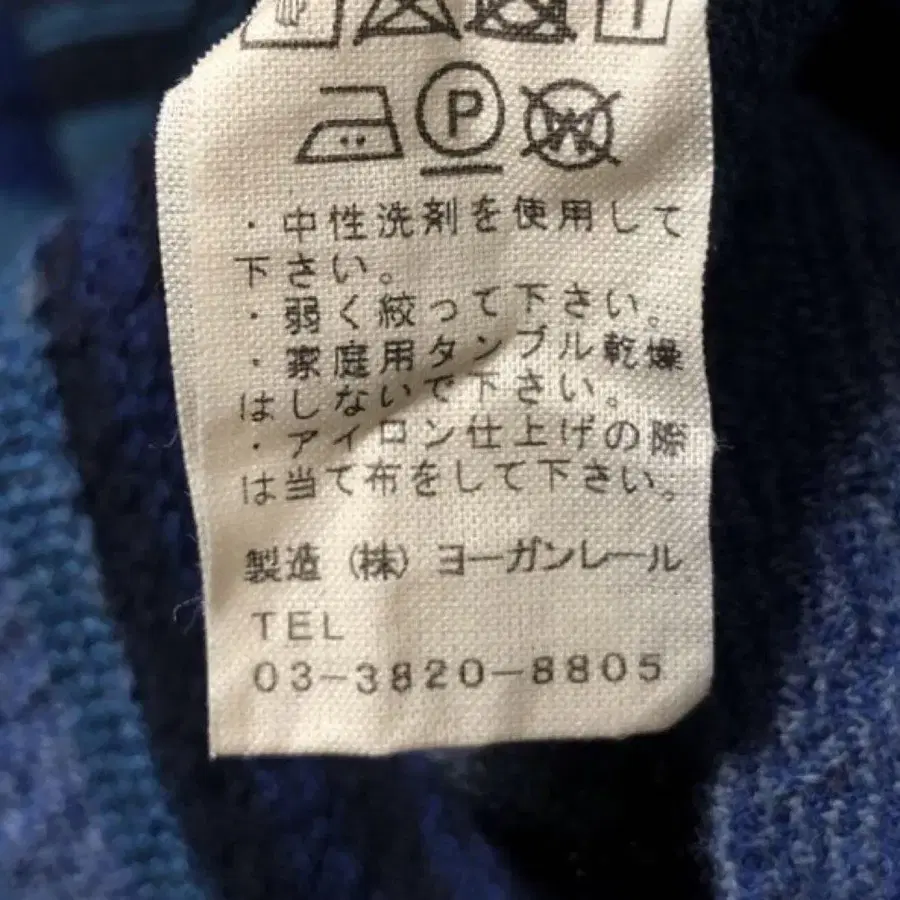 P
W
・中性洗剤を使用して
下さい。
・弱く絞って下さい。
・家庭用タンブル乾燥
はしないで下さい。
・アイロン仕上げの際
は当て布をして下さい。
製造（株）ヨーガンレール
TEL
03-3820-8805